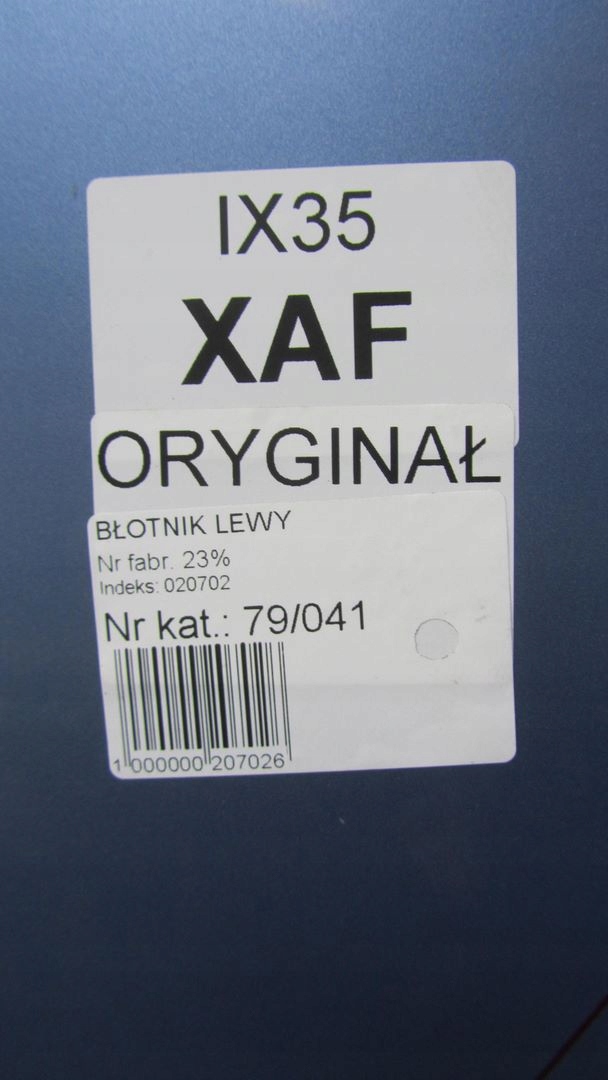 IX35
XAF
ORYGINAŁ
BŁOTNIK LEWY
Nr fabr. 23%
Indeks: 020702
Nr kat.: 79/041
1 000000 207026